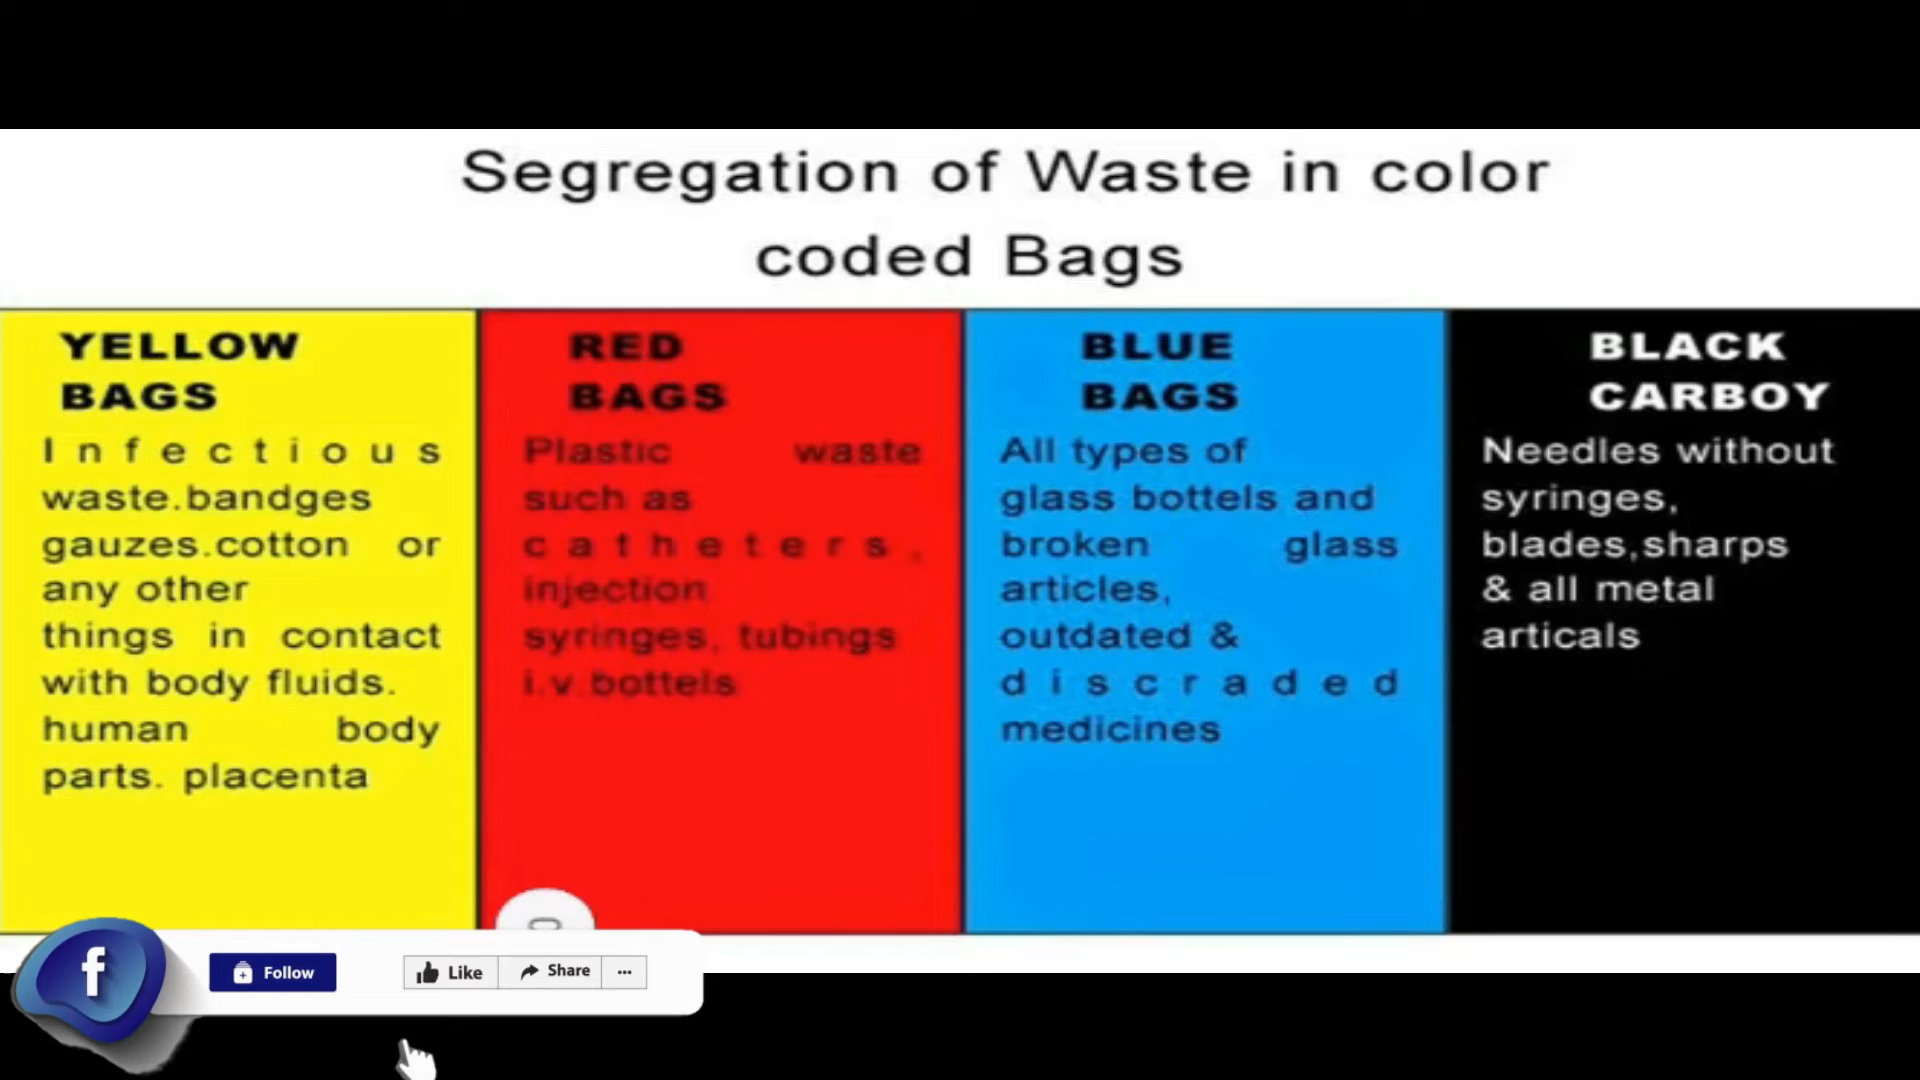 Segregation of Waste in color
coded Bags
YELLOW
BAGS
Infectious
waste.bandges
gauzes.cotton or
any other
things in contact
with body fluids.
human body
parts. placenta
RED
BAGS
Plastic waste
such as
catheters,
injection
syringes, tubings
i.v.bottels
BLUE
BAGS
All types of
glass bottels and
broken glass
articles,
outdated &
discraded
medicines
BLACK
CARBOY
Needles without
syringes,
blades,sharps
& all metal
articals
f
Follow
Like
Share
...